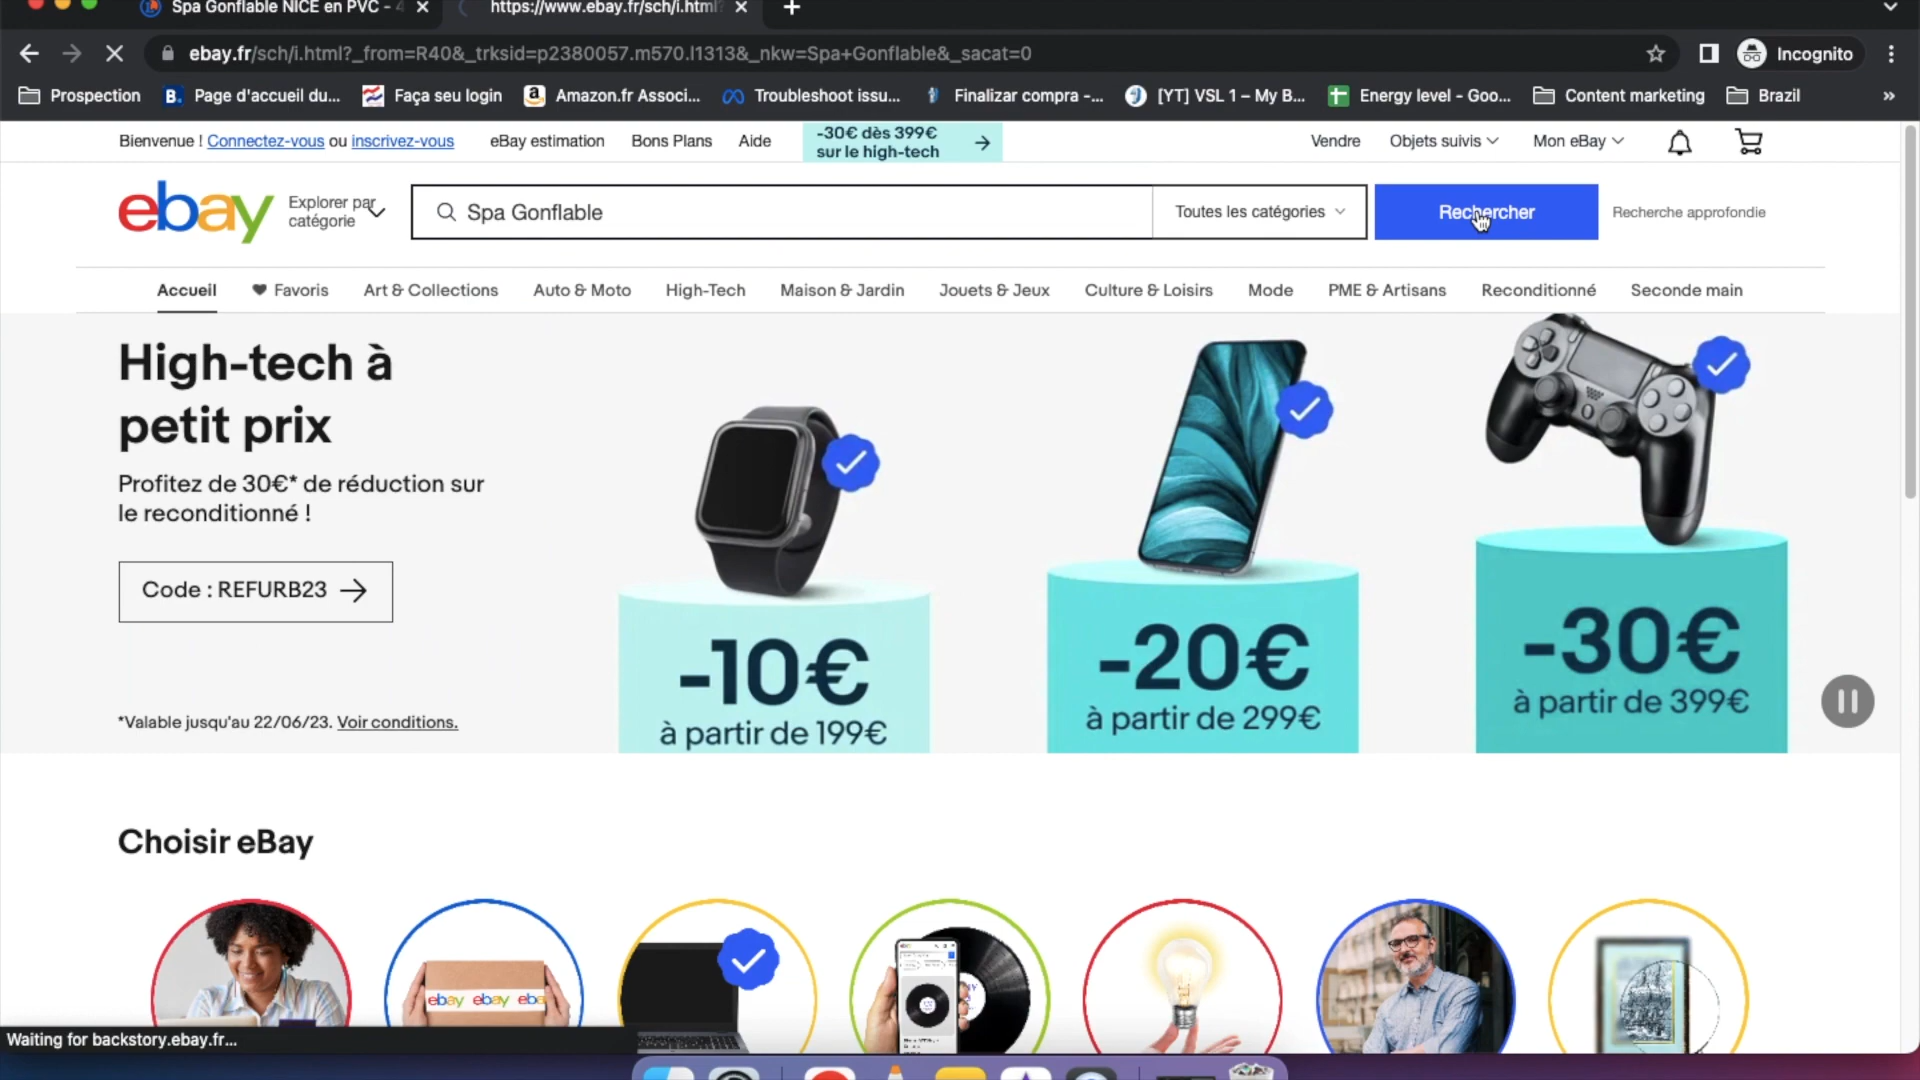 Spa Gonflable NICE en PVC - 4
https://www.ebay.fr/sch/i.html?
ebay.fr/sch/i.html?_from=R40&_trksid=p2380057.m570.l1313&_nkw=Spa+Gonflable&_sacat=0
Incognito
Prospection
B. Page d'accueil du...
Faça seu login
Amazon.fr Associ...
Troubleshoot issu...
Finalizar compra -...
[YT] VSL 1 – My B...
Energy level - Goo...
Content marketing
Brazil
»
Bienvenue ! Connectez-vous ou inscrivez-vous
eBay estimation
Bons Plans
Aide
-30€ dès 399€
sur le high-tech
Vendre
Objets suivis
Mon eBay
ebay
Explorer par
catégorie
Spa Gonflable
Toutes les catégories
Rechercher
Recherche approfondie
Accueil
Favoris
Art & Collections
Auto & Moto
High-Tech
Maison & Jardin
Jouets & Jeux
Culture & Loisirs
Mode
PME & Artisans
Reconditionné
Seconde main
High-tech à
petit prix
Profitez de 30€* de réduction sur
le reconditionné !
Code : REFURB23
*Valable jusqu'au 22/06/23. Voir conditions.
-10€
à partir de 199€
-20€
à partir de 299€
-30€
à partir de 399€
Choisir eBay
ebay ebay eba
Waiting for backstory.ebay.fr...